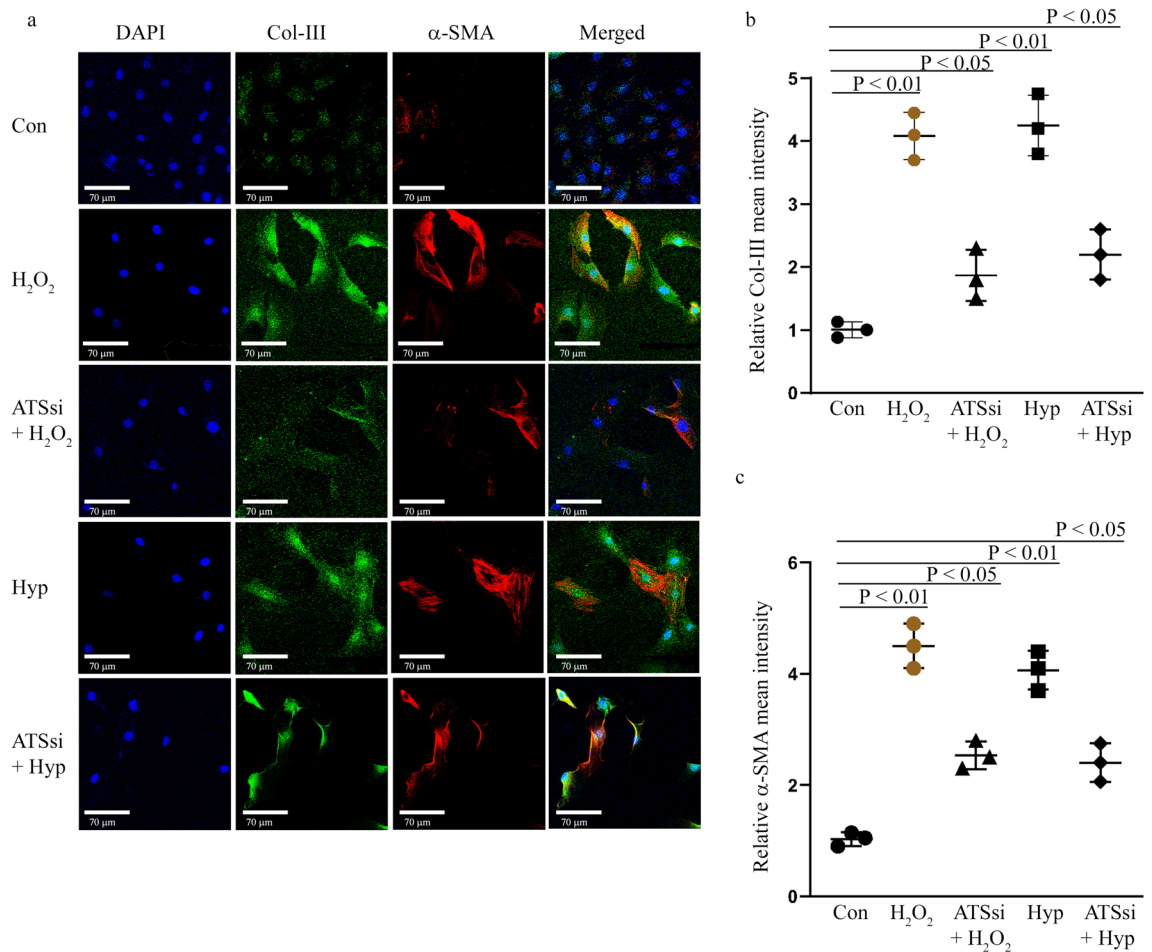 a
DAPI Col-III α-SMA Merged
Con
70 μm 70 μm 70 μm 70 μm
H₂O₂
70 μm 70 μm 70 μm 70 μm
ATSsi
+ H₂O₂
70 μm 70 μm 70 μm 70 μm
Hyp
70 μm 70 μm 70 μm 70 μm
ATSsi
+ Hyp
70 μm 70 μm 70 μm 70 μm
b
P < 0.05
P < 0.01
P < 0.05
P < 0.01
Relative Col-III mean intensity
5
4
3
2
1
0
Con H₂O₂ ATSsi Hyp ATSsi
+ H₂O₂ + Hyp
c
P < 0.05
P < 0.01
P < 0.05
P < 0.01
Relative α-SMA mean intensity
6
4
2
0
Con H₂O₂ ATSsi Hyp ATSsi
+ H₂O₂ + Hyp